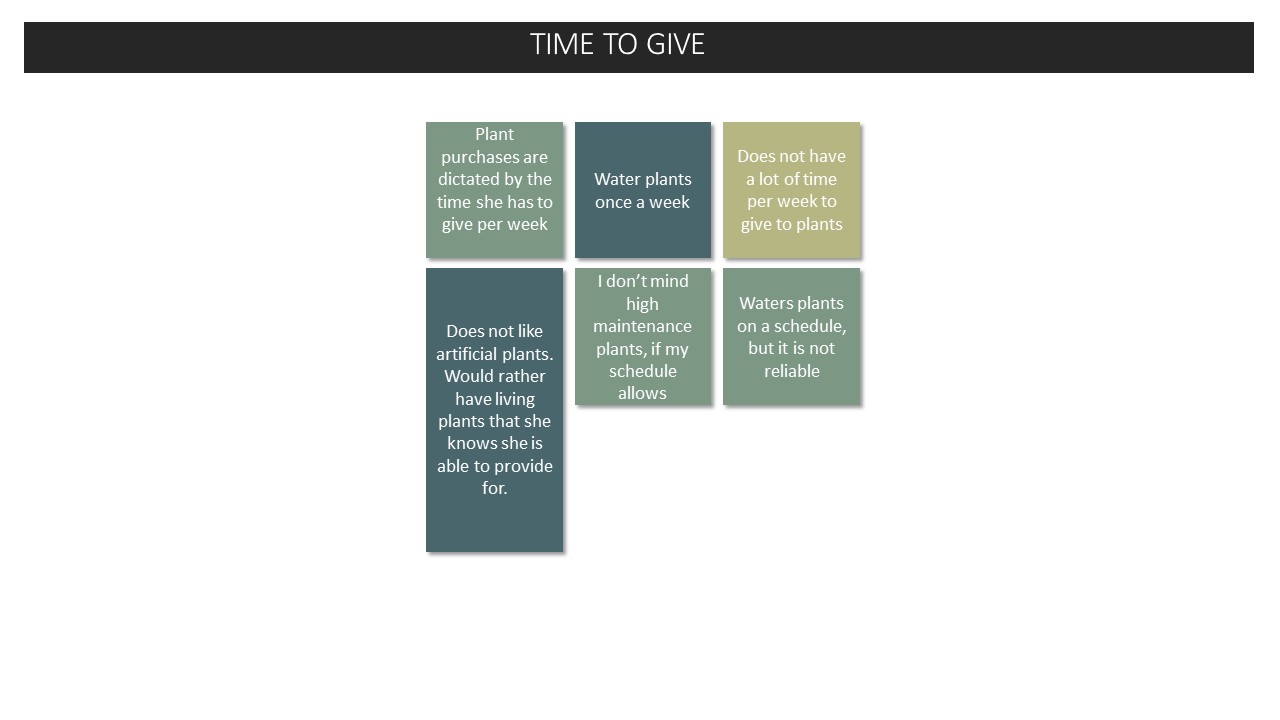 TIME TO GIVE
Plant
purchases are
dictated by the
time she has to
give per week
Water plants
once a week
Does not have
a lot of time
per week to
give to plants
Does not like
artificial plants.
Would rather
have living
plants that she
knows she is
able to provide
for.
I don’t mind
high
maintenance
plants, if my
schedule
allows
Waters plants
on a schedule,
but it is not
reliable